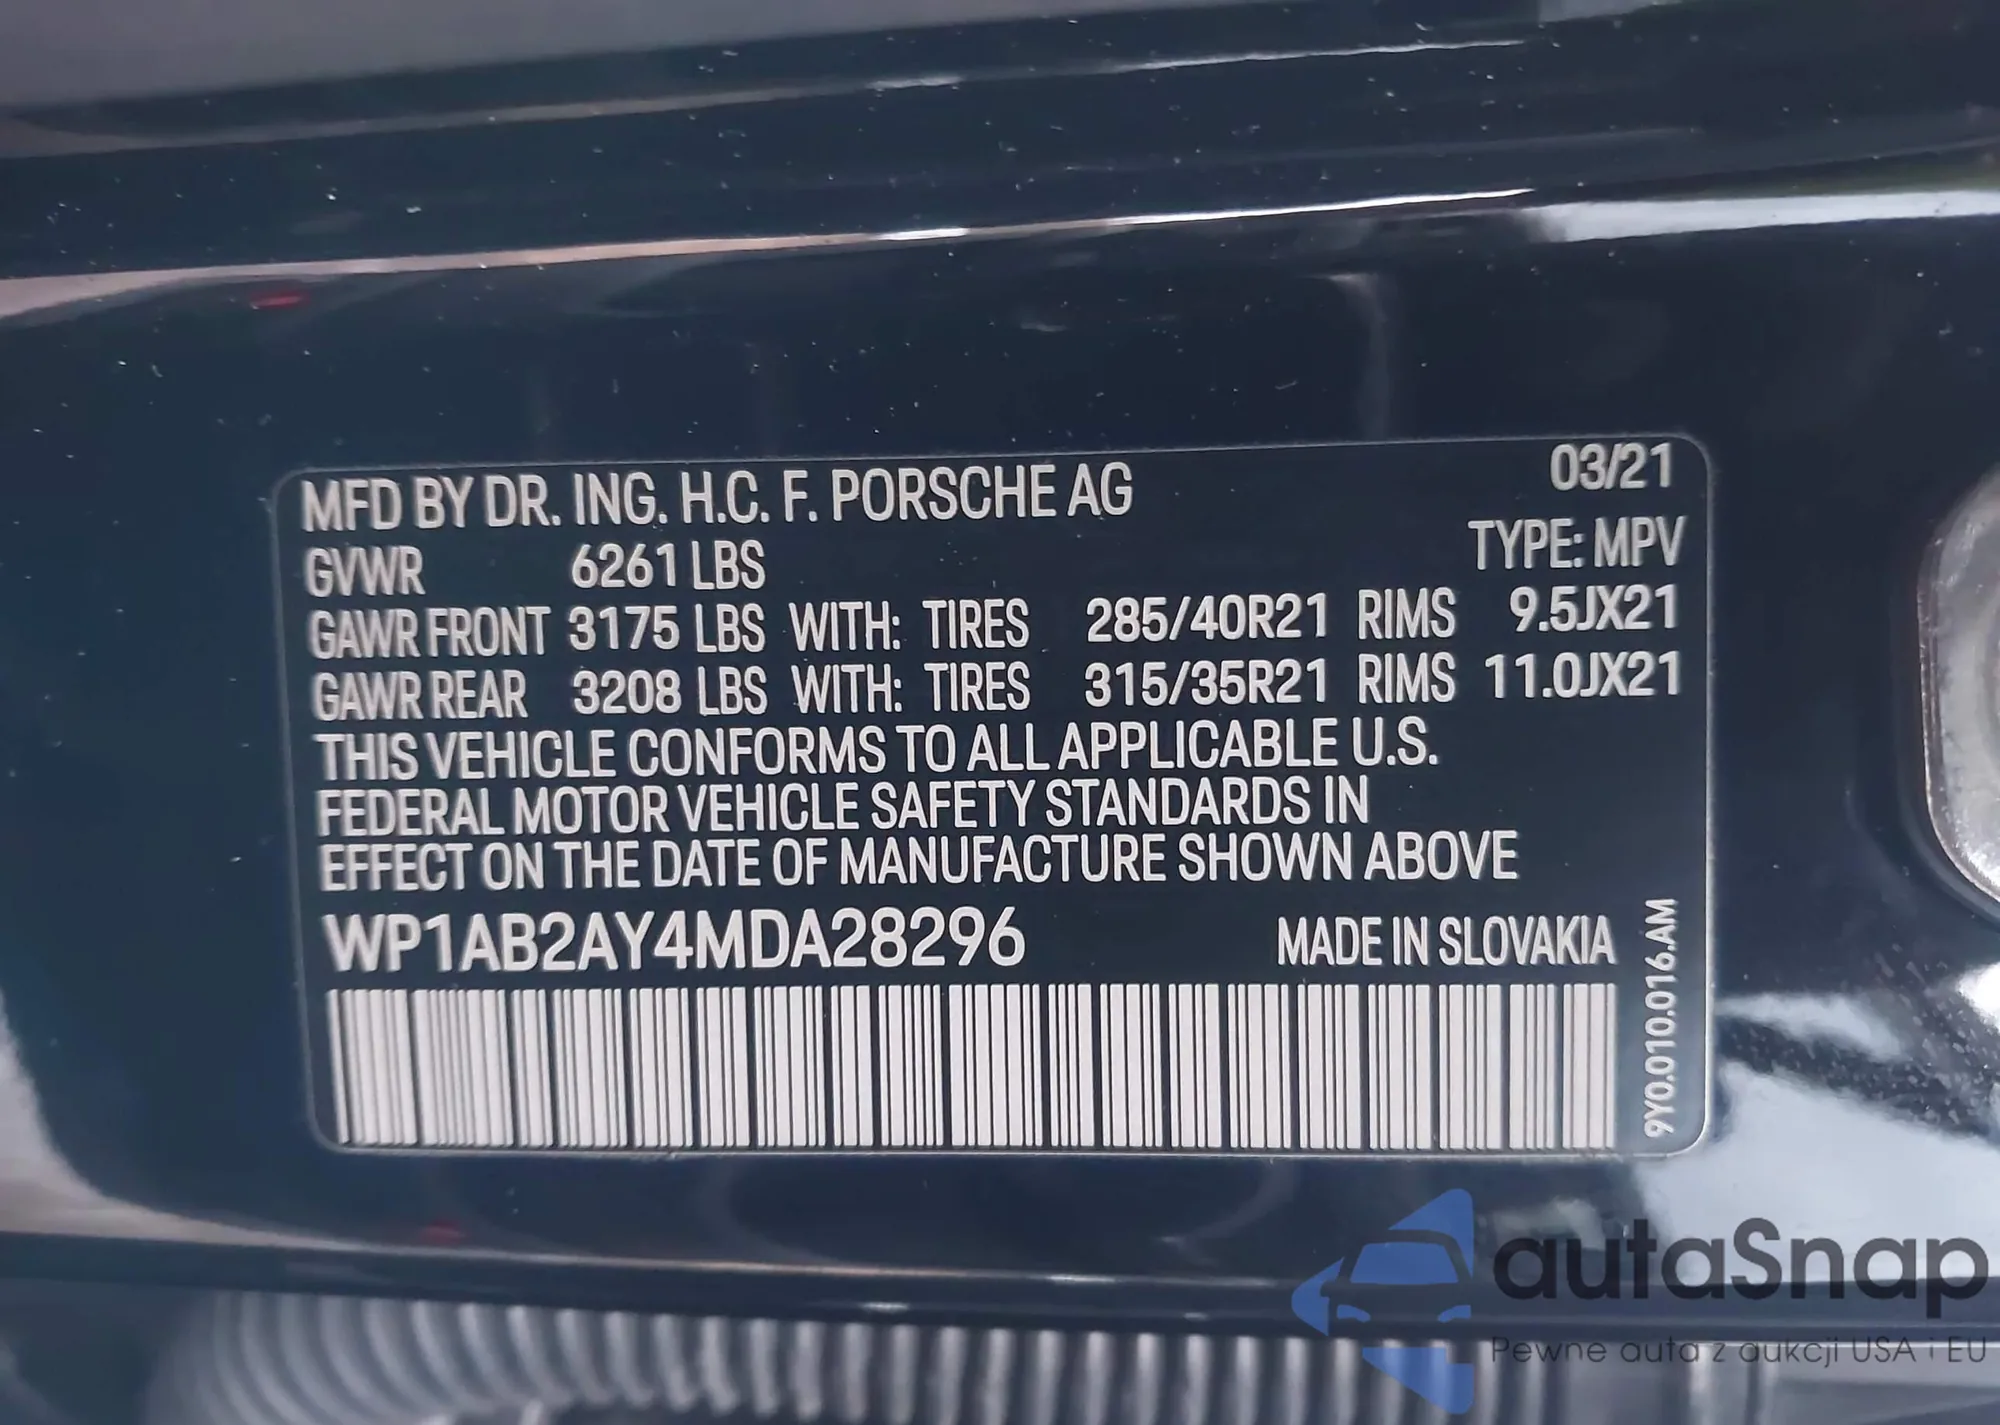 MFD BY DR. ING. H.C. F. PORSCHE AG 03/21
TYPE: MPV
GVWR 6261 LBS
GAWR FRONT 3175 LBS WITH: TIRES 285/40R21 RIMS 9.5JX21
GAWR REAR 3208 LBS WITH: TIRES 315/35R21 RIMS 11.0JX21
THIS VEHICLE CONFORMS TO ALL APPLICABLE U.S.
FEDERAL MOTOR VEHICLE SAFETY STANDARDS IN
EFFECT ON THE DATE OF MANUFACTURE SHOWN ABOVE
WP1AB2AY4MDA28296 MADE IN SLOVAKIA
9Y0.010.016.AM
autaSnap
Pewne auta z aukcji USA i EU